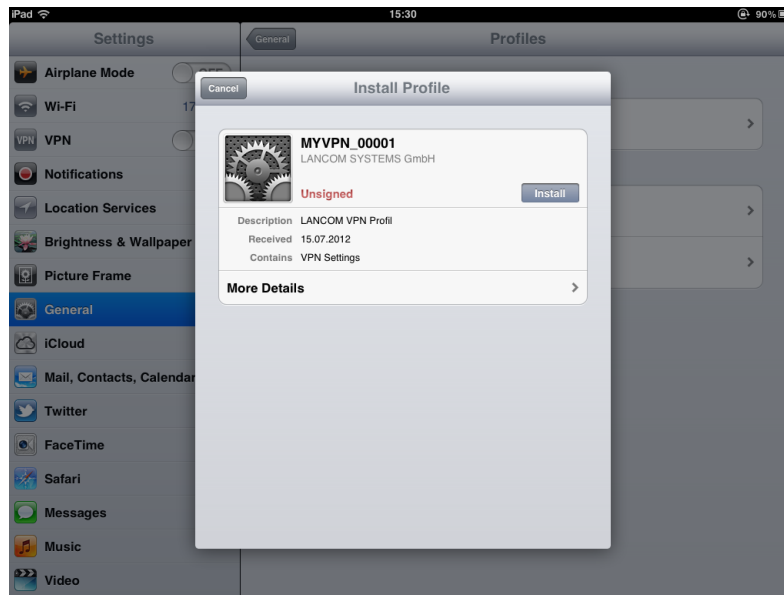 iPad 15:30 90%
Settings
General
Profiles
Airplane Mode OFF
Wi-Fi 17
VPN VPN
Notifications
Location Services
Brightness & Wallpaper
Picture Frame
General
iCloud
Mail, Contacts, Calendar
Twitter
FaceTime
Safari
Messages
Music
Video
Cancel
Install Profile
MYVPN_00001
LANCOM SYSTEMS GmbH
Unsigned
Install
Description LANCOM VPN Profil
Received 15.07.2012
Contains VPN Settings
More Details